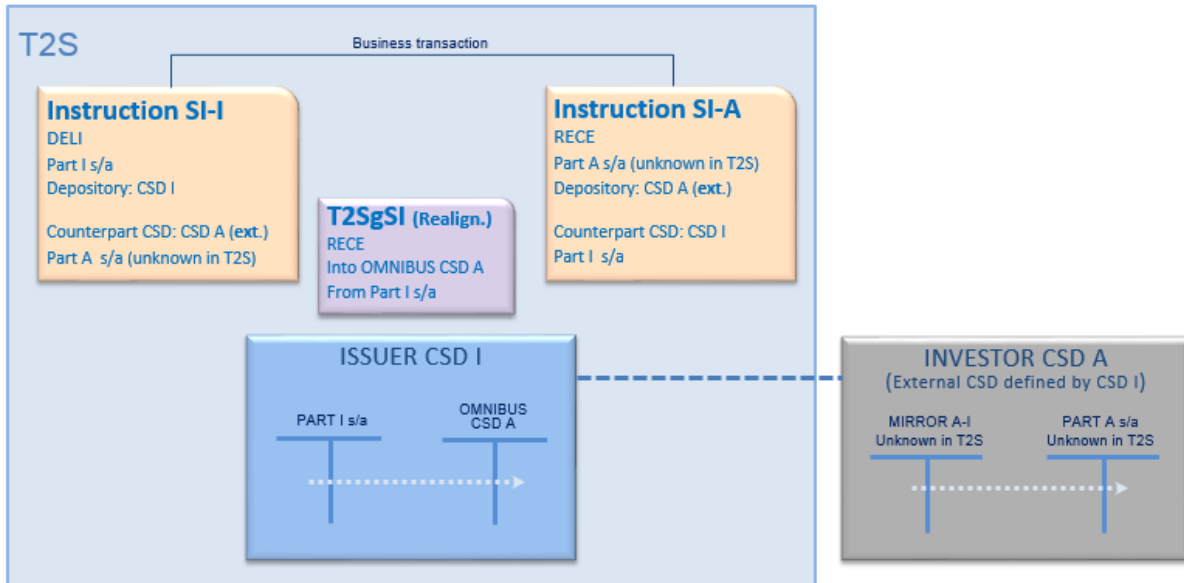 T2S
Business transaction
Instruction SI-I
DELI
Part I s/a
Depository: CSD I
Counterpart CSD: CSD A (ext.)
Part A s/a (unknown in T2S)
T2SgSI (Realign.)
RECE
Into OMNIBUS CSD A
From Part I s/a
Instruction SI-A
RECE
Part A s/a (unknown in T2S)
Depository: CSD A (ext.)
Counterpart CSD: CSD I
Part I s/a
ISSUER CSD I
PART I s/a
OMNIBUS
CSD A
INVESTOR CSD A
(External CSD defined by CSD I)
MIRROR A-I
Unknown in T2S
PART A s/a
Unknown in T2S